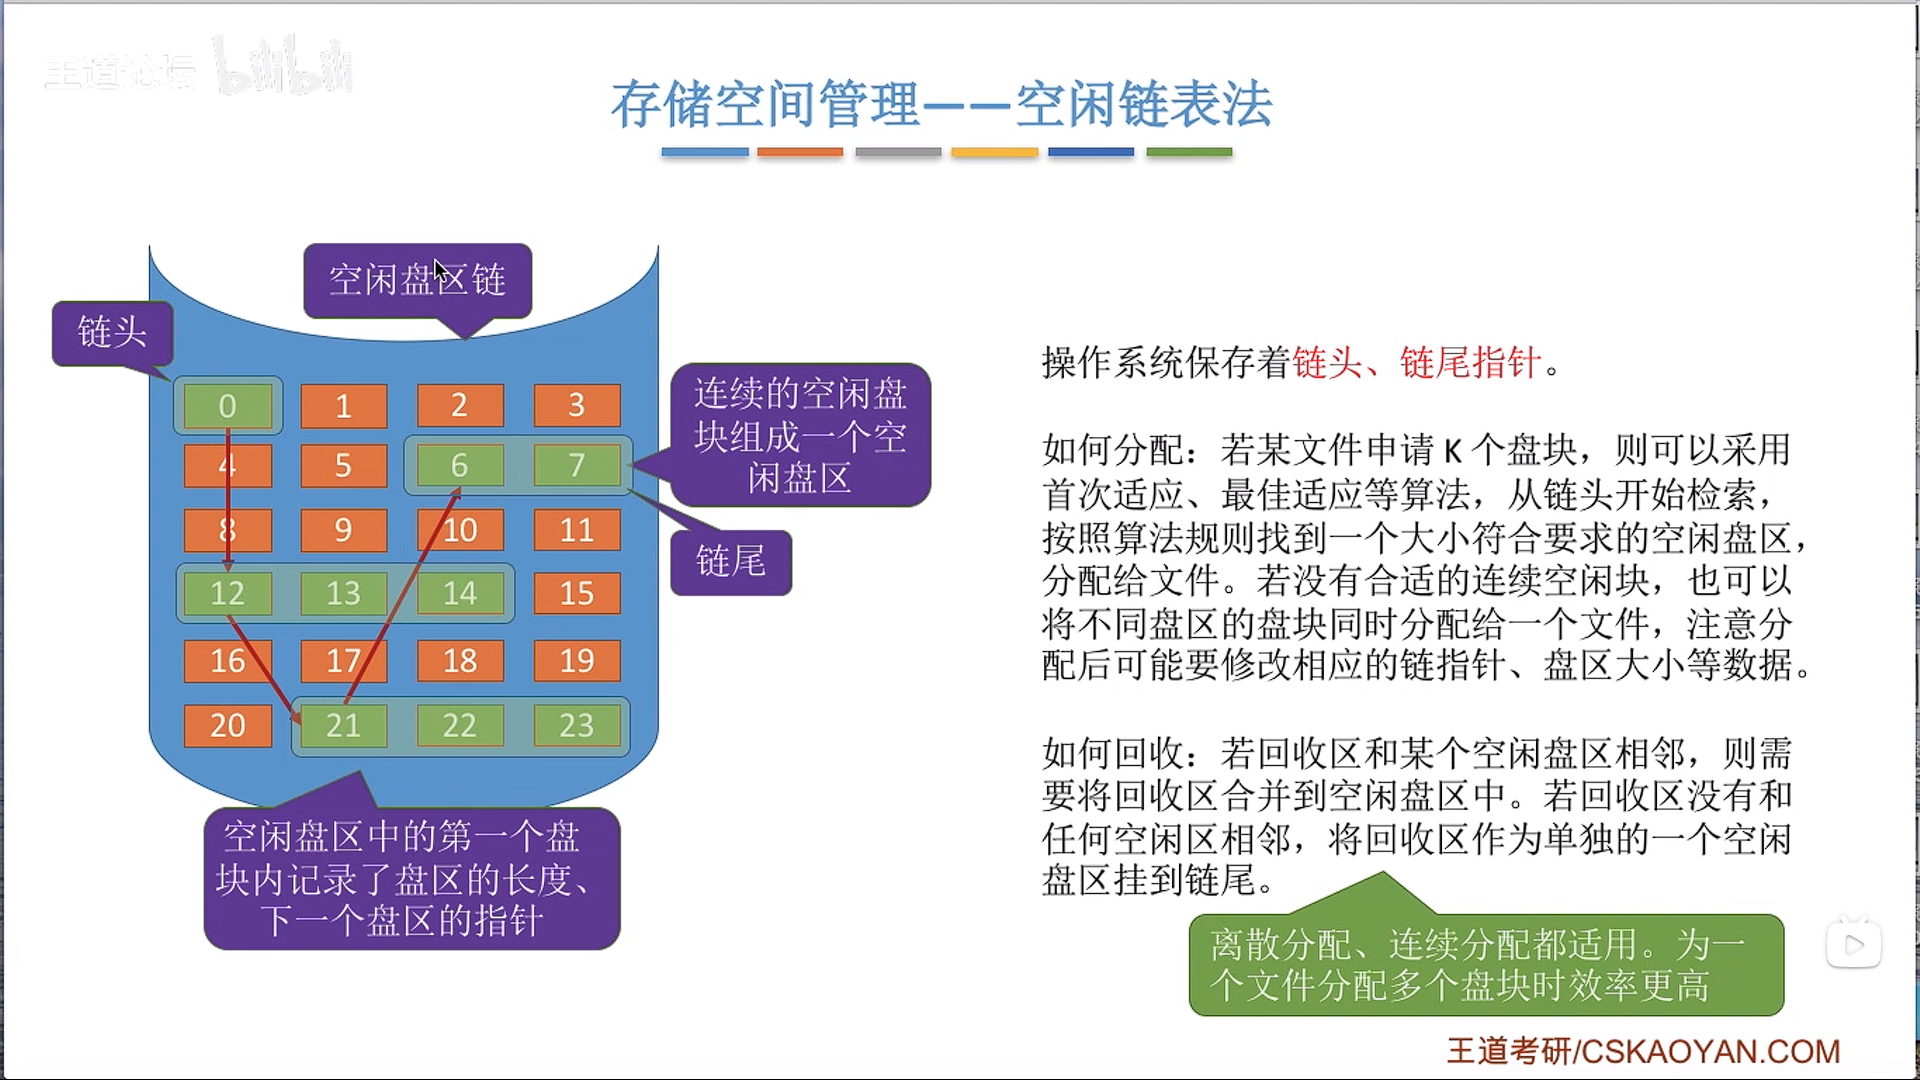 王道论坛 bilibili
存储空间管理——空闲链表法
空闲盘区链
链头
0 1 2 3
4 5 6 7
8 9 10 11
12 13 14 15
16 17 18 19
20 21 22 23
连续的空闲盘
块组成一个空
闲盘区
链尾
空闲盘区中的第一个盘
块内记录了盘区的长度、
下一个盘区的指针
操作系统保存着链头、链尾指针。
如何分配：若某文件申请 K 个盘块，则可以采用
首次适应、最佳适应等算法，从链头开始检索，
按照算法规则找到一个大小符合要求的空闲盘区，
分配给文件。若没有合适的连续空闲块，也可以
将不同盘区的盘块同时分配给一个文件，注意分
配后可能要修改相应的链指针、盘区大小等数据。
如何回收：若回收区和某个空闲盘区相邻，则需
要将回收区合并到空闲盘区中。若回收区没有和
任何空闲区相邻，将回收区作为单独的一个空闲
盘区挂到链尾。
离散分配、连续分配都适用。为一
个文件分配多个盘块时效率更高
王道考研/CSKAOYAN.COM